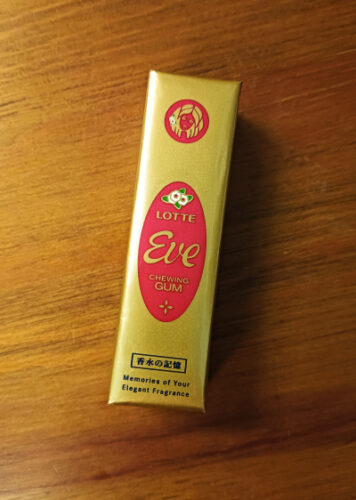 LOTTE
Eve
CHEWING
GUM
香水の記憶
Memories of Your
Elegant Fragrance